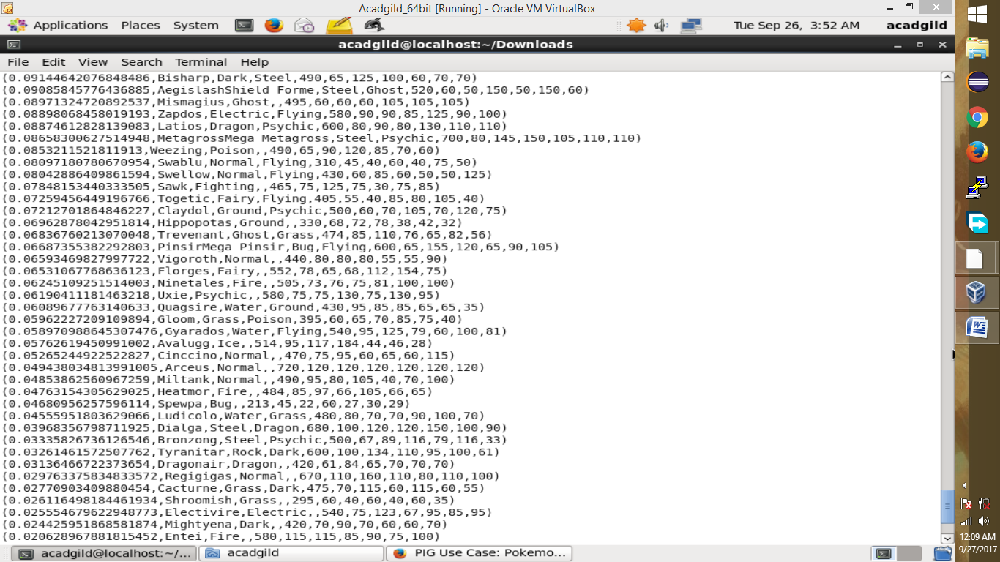 Acadgild_64bit [Running] - Oracle VM VirtualBox
Applications Places System Tue Sep 26, 3:52 AM acadgild
acadgild@localhost:~/Downloads
File Edit View Search Terminal Help
(0.09144642076848486,Bisharp,Dark,Steel,490,65,125,100,60,70,70)
(0.09085845776436885,AegislashShield Forme,Steel,Ghost,520,60,50,150,50,150,60)
(0.08971324720892537,Mismagius,Ghost,,495,60,60,60,105,105,105)
(0.08898068458019193,Zapdos,Electric,Flying,580,90,90,85,125,90,100)
(0.08874612828139083,Latios,Dragon,Psychic,600,80,90,80,130,110,110)
(0.08658300627514948,MetagrossMega Metagross,Steel,Psychic,700,80,145,150,105,110,110)
(0.0853211521811913,Weezing,Poison,,490,65,90,120,85,70,60)
(0.08097180780670954,Swablu,Normal,Flying,310,45,40,60,40,75,50)
(0.08042886409861594,Swellow,Normal,Flying,430,60,85,60,50,50,125)
(0.07848153440333505,Sawk,Fighting,,465,75,125,75,30,75,85)
(0.07259456449196766,Togetic,Fairy,Flying,405,55,40,85,80,105,40)
(0.07212701864846227,Claydol,Ground,Psychic,500,60,70,105,70,120,75)
(0.06962878042951814,Hippopotas,Ground,,330,68,72,78,38,42,32)
(0.06836760213070048,Trevenant,Ghost,Grass,474,85,110,76,65,82,56)
(0.06687355382292803,PinsirMega Pinsir,Bug,Flying,600,65,155,120,65,90,105)
(0.06593469827997722,Vigoroth,Normal,,440,80,80,80,55,55,90)
(0.06531067768636123,Florges,Fairy,,552,78,65,68,112,154,75)
(0.06245109251514003,Ninetales,Fire,,505,73,76,75,81,100,100)
(0.06190411181463218,Uxie,Psychic,,580,75,75,130,75,130,95)
(0.06089677763140633,Quagsire,Water,Ground,430,95,85,85,65,65,35)
(0.05962227209109894,Gloom,Grass,Poison,395,60,65,70,85,75,40)
(0.058970988645307476,Gyarados,Water,Flying,540,95,125,79,60,100,81)
(0.05762619450991002,Avalugg,Ice,,514,95,117,184,44,46,28)
(0.05265244922522827,Cinccino,Normal,,470,75,95,60,65,60,115)
(0.049438034813991005,Arceus,Normal,,720,120,120,120,120,120,120)
(0.04853862560967259,Miltank,Normal,,490,95,80,105,40,70,100)
(0.04763154305629025,Heatmor,Fire,,484,85,97,66,105,66,65)
(0.04680956257596114,Spewpa,Bug,,213,45,22,60,27,30,29)
(0.04555951803629066,Ludicolo,Water,Grass,480,80,70,70,90,100,70)
(0.03968356798711925,Dialga,Steel,Dragon,680,100,120,120,150,100,90)
(0.03335826736126546,Bronzong,Steel,Psychic,500,67,89,116,79,116,33)
(0.03261461572507762,Tyranitar,Rock,Dark,600,100,134,110,95,100,61)
(0.03136466722373654,Dragonair,Dragon,,420,61,84,65,70,70,70)
(0.029763375834833572,Regigigas,Normal,,670,110,160,110,80,110,100)
(0.02770903409880454,Cacturne,Grass,Dark,475,70,115,60,115,60,55)
(0.026116498184461934,Shroomish,Grass,,295,60,40,60,40,60,35)
(0.025554679622948773,Electivire,Electric,,540,75,123,67,95,85,95)
(0.024425951868581874,Mightyena,Dark,,420,70,90,70,60,60,70)
(0.020628967881815452,Entei,Fire,,580,115,115,85,90,75,100)
acadgild@localhost:~/... acadgild PIG Use Case: Pokemo...
12:09 AM
9/27/2017